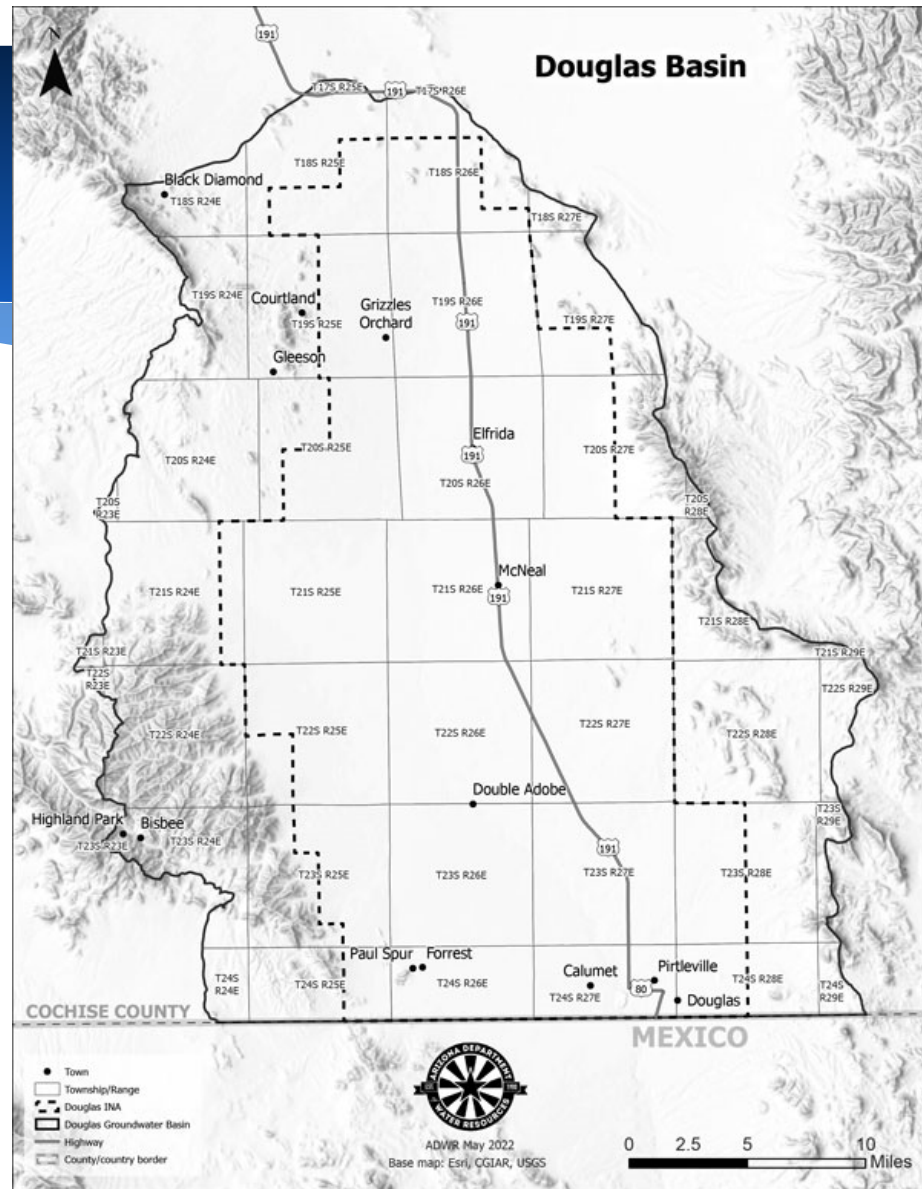 N
191
Douglas Basin
T17S R25E
191
T17S R26E
T18S R25E
T18S R26E
Black Diamond
T18S R24E
T18S R27E
T19S R24E
Courtland
T19S R25E
Grizzles
Orchard
T19S R26E
191
T19S R27E
Gleeson
Elfrida
T20S R24E
T20S R25E
191
T20S R27E
T20S R26E
T20S
R23E
T20S
R28E
McNeal
T21S R24E
T21S R25E
T21S R26E
191
T21S R27E
T21S R28E
T21S R23E
T21S R29E
T22S
R23E
T22S R29E
T22S R24E
T22S R25E
T22S R26E
T22S R27E
T22S R28E
Double Adobe
Highland Park
Bisbee
T23S R23E
T23S R24E
T23S
R29E
191
T23S R25E
T23S R26E
T23S R27E
T23S R28E
Paul Spur
Forrest
Calumet
Pirtleville
T24S
R24E
T24S R25E
T24S R26E
T24S R27E
80
Douglas
T24S R28E
T24S
R29E
COCHISE COUNTY
MEXICO
Town
Township/Range
Douglas INA
Douglas Groundwater Basin
Highway
County/country border
ARIZONA DEPARTMENT
OF WATER RESOURCES
ADWR May 2022
Base map: Esri, CGIAR, USGS
0 2.5 5 10
Miles